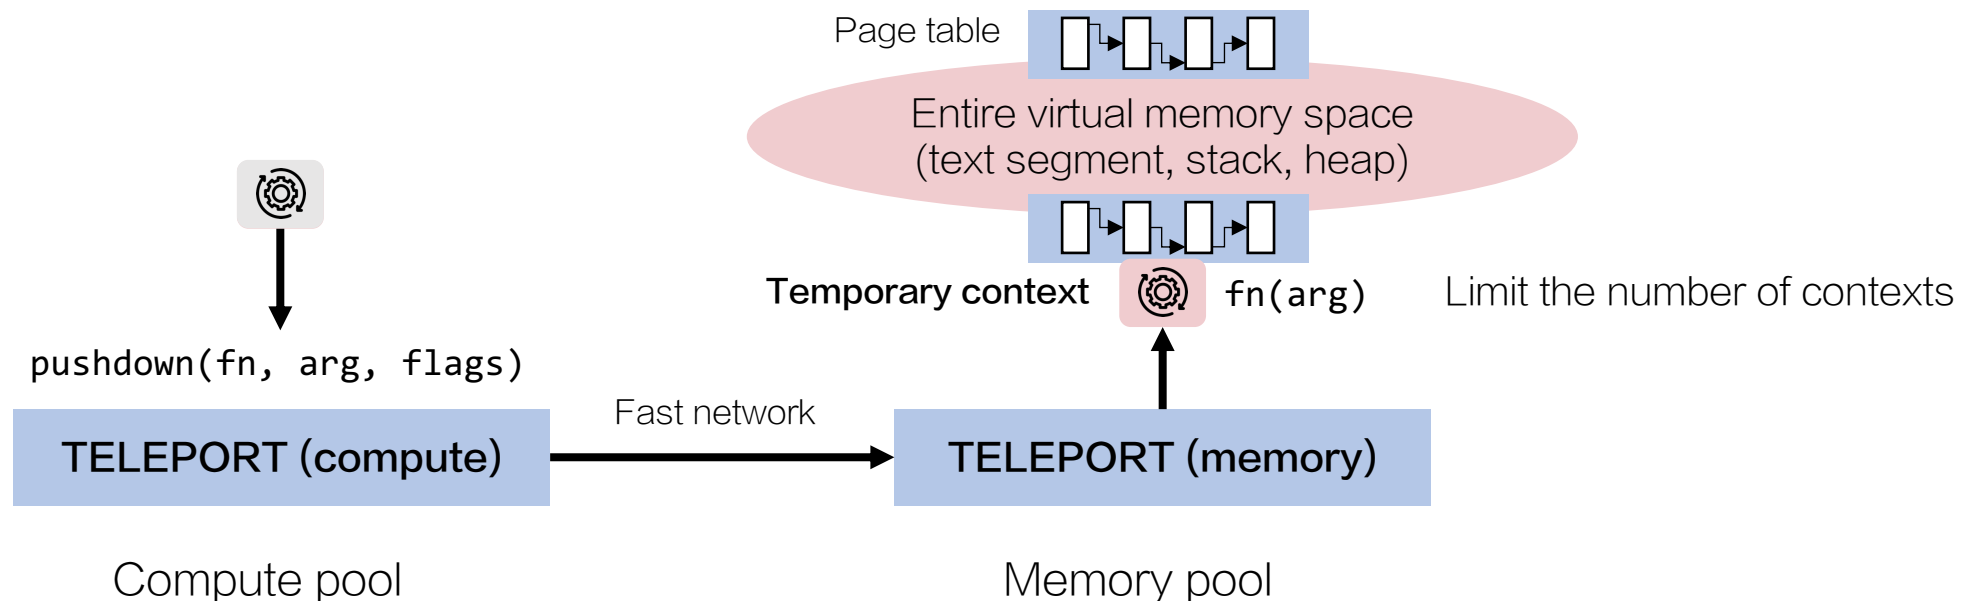 Page table
Entire virtual memory space
(text segment, stack, heap)
Temporary context
fn(arg)
Limit the number of contexts
pushdown(fn, arg, flags)
TELEPORT (compute)
Fast network
TELEPORT (memory)
Compute pool
Memory pool